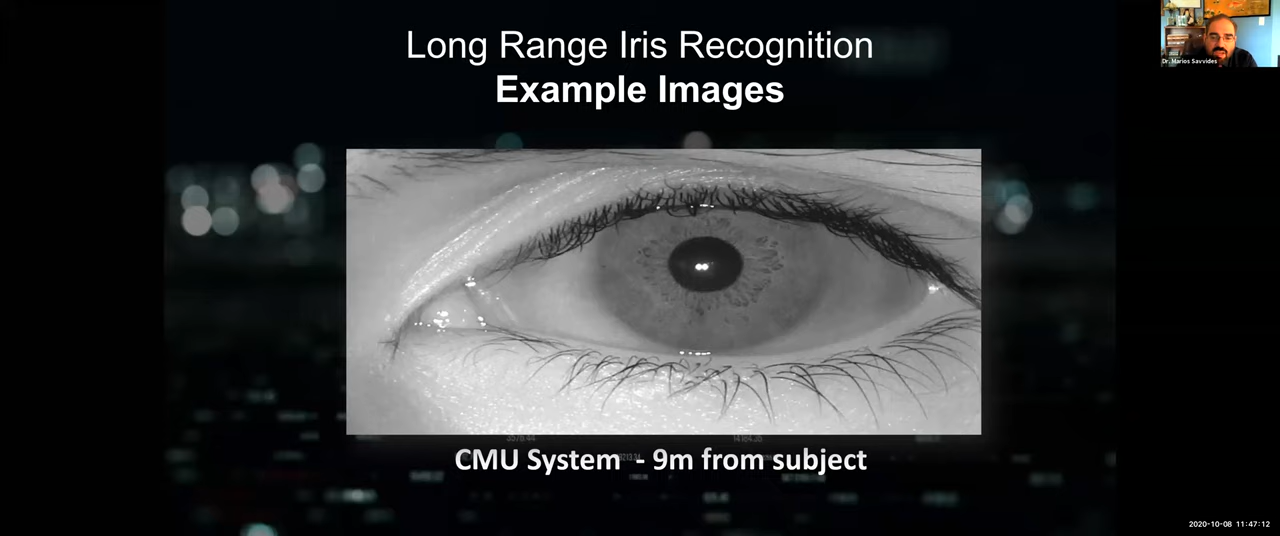 Long Range Iris Recognition
Example Images
Dr. Marios Savvides
CMU System - 9m from subject
2020-10-08 11:47:12